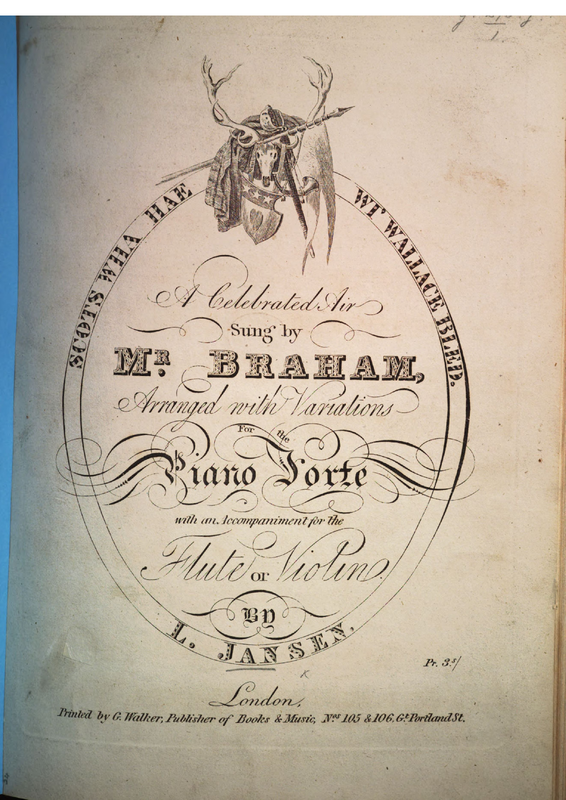 SCOTS WHA HAE WI' WALLACE BLED.
A Celebrated Air
Sung by
MR. BRAHAM,
Arranged with Variations
For the
Piano Forte
with an Accompaniment for the
Flute or Violin.
By
L. JANSEN.
Pr. 3s/
London,
Printed by G. Walker, Publisher of Books & Music, Nos 105 & 106, Gt Portland St.